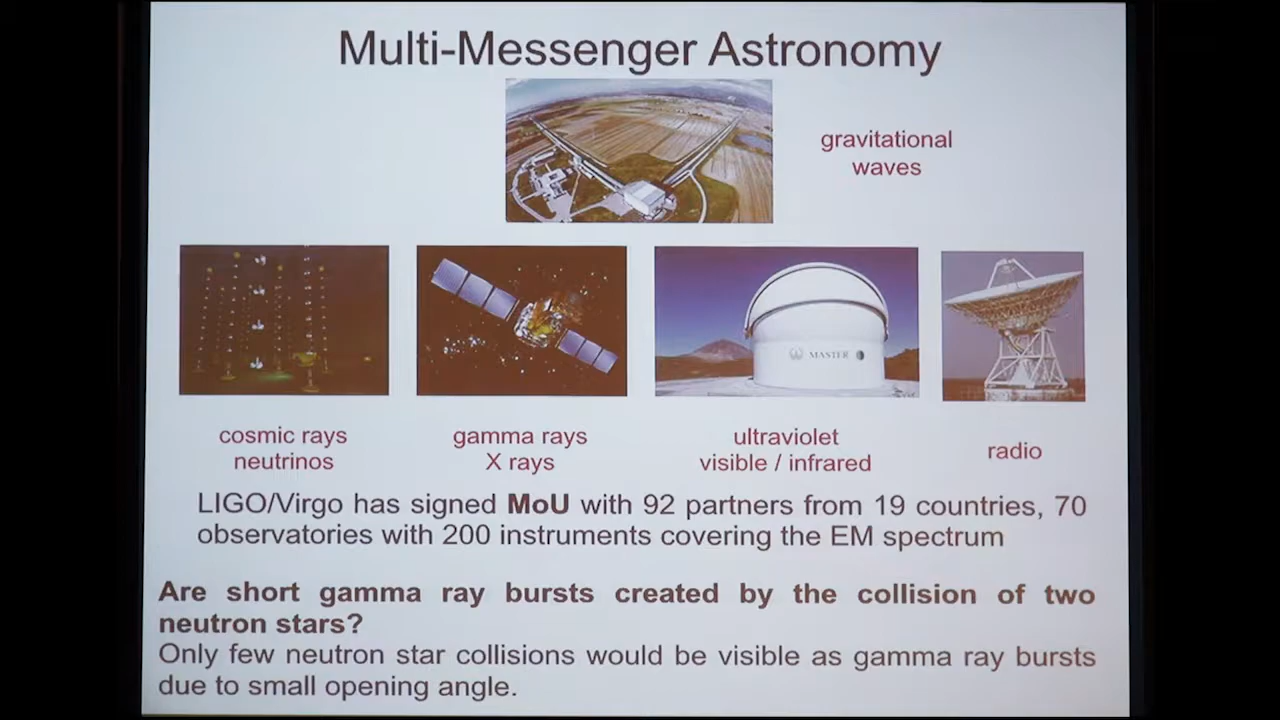 Multi-Messenger Astronomy
gravitational
waves
MASTER
cosmic rays
neutrinos
gamma rays
X rays
ultraviolet
visible / infrared
radio
LIGO/Virgo has signed MoU with 92 partners from 19 countries, 70
observatories with 200 instruments covering the EM spectrum
Are short gamma ray bursts created by the collision of two
neutron stars?
Only few neutron star collisions would be visible as gamma ray bursts
due to small opening angle.